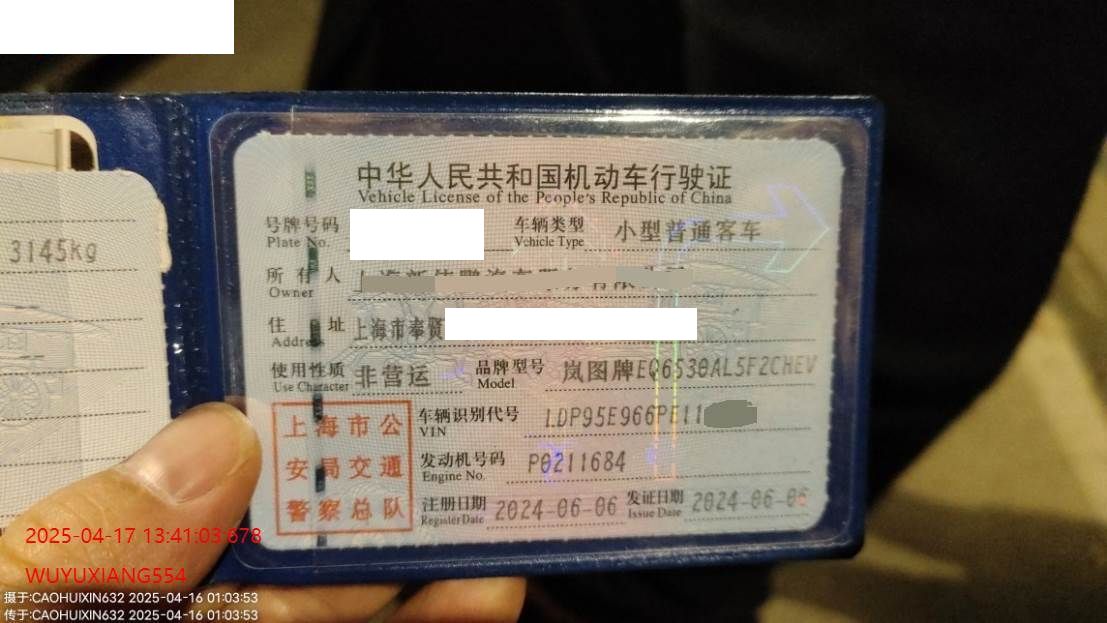 3145kg
中华人民共和国机动车行驶证
Vehicle License of the People's Republic of China
号牌号码 车辆类型 小型普通客车
Plate No. Vehicle Type
所有人
Owner
住址 上海市奉贤
Address
使用性质 非营运 品牌型号 岚图牌EQ6530AL5F2CHEV
Use Character Model
上海市公
安局交通
警察总队
车辆识别代号 LDP95E966PE11
VIN
发动机号码 P0211684
Engine No.
注册日期 2024-06-06 发证日期 2024-06-06
Register Date Issue Date
2025-04-17 13:41:03 678
WUYUXIANG554
摄于:CAOHUIXIN632 2025-04-16 01:03:53
传于:CAOHUIXIN632 2025-04-16 01:03:53